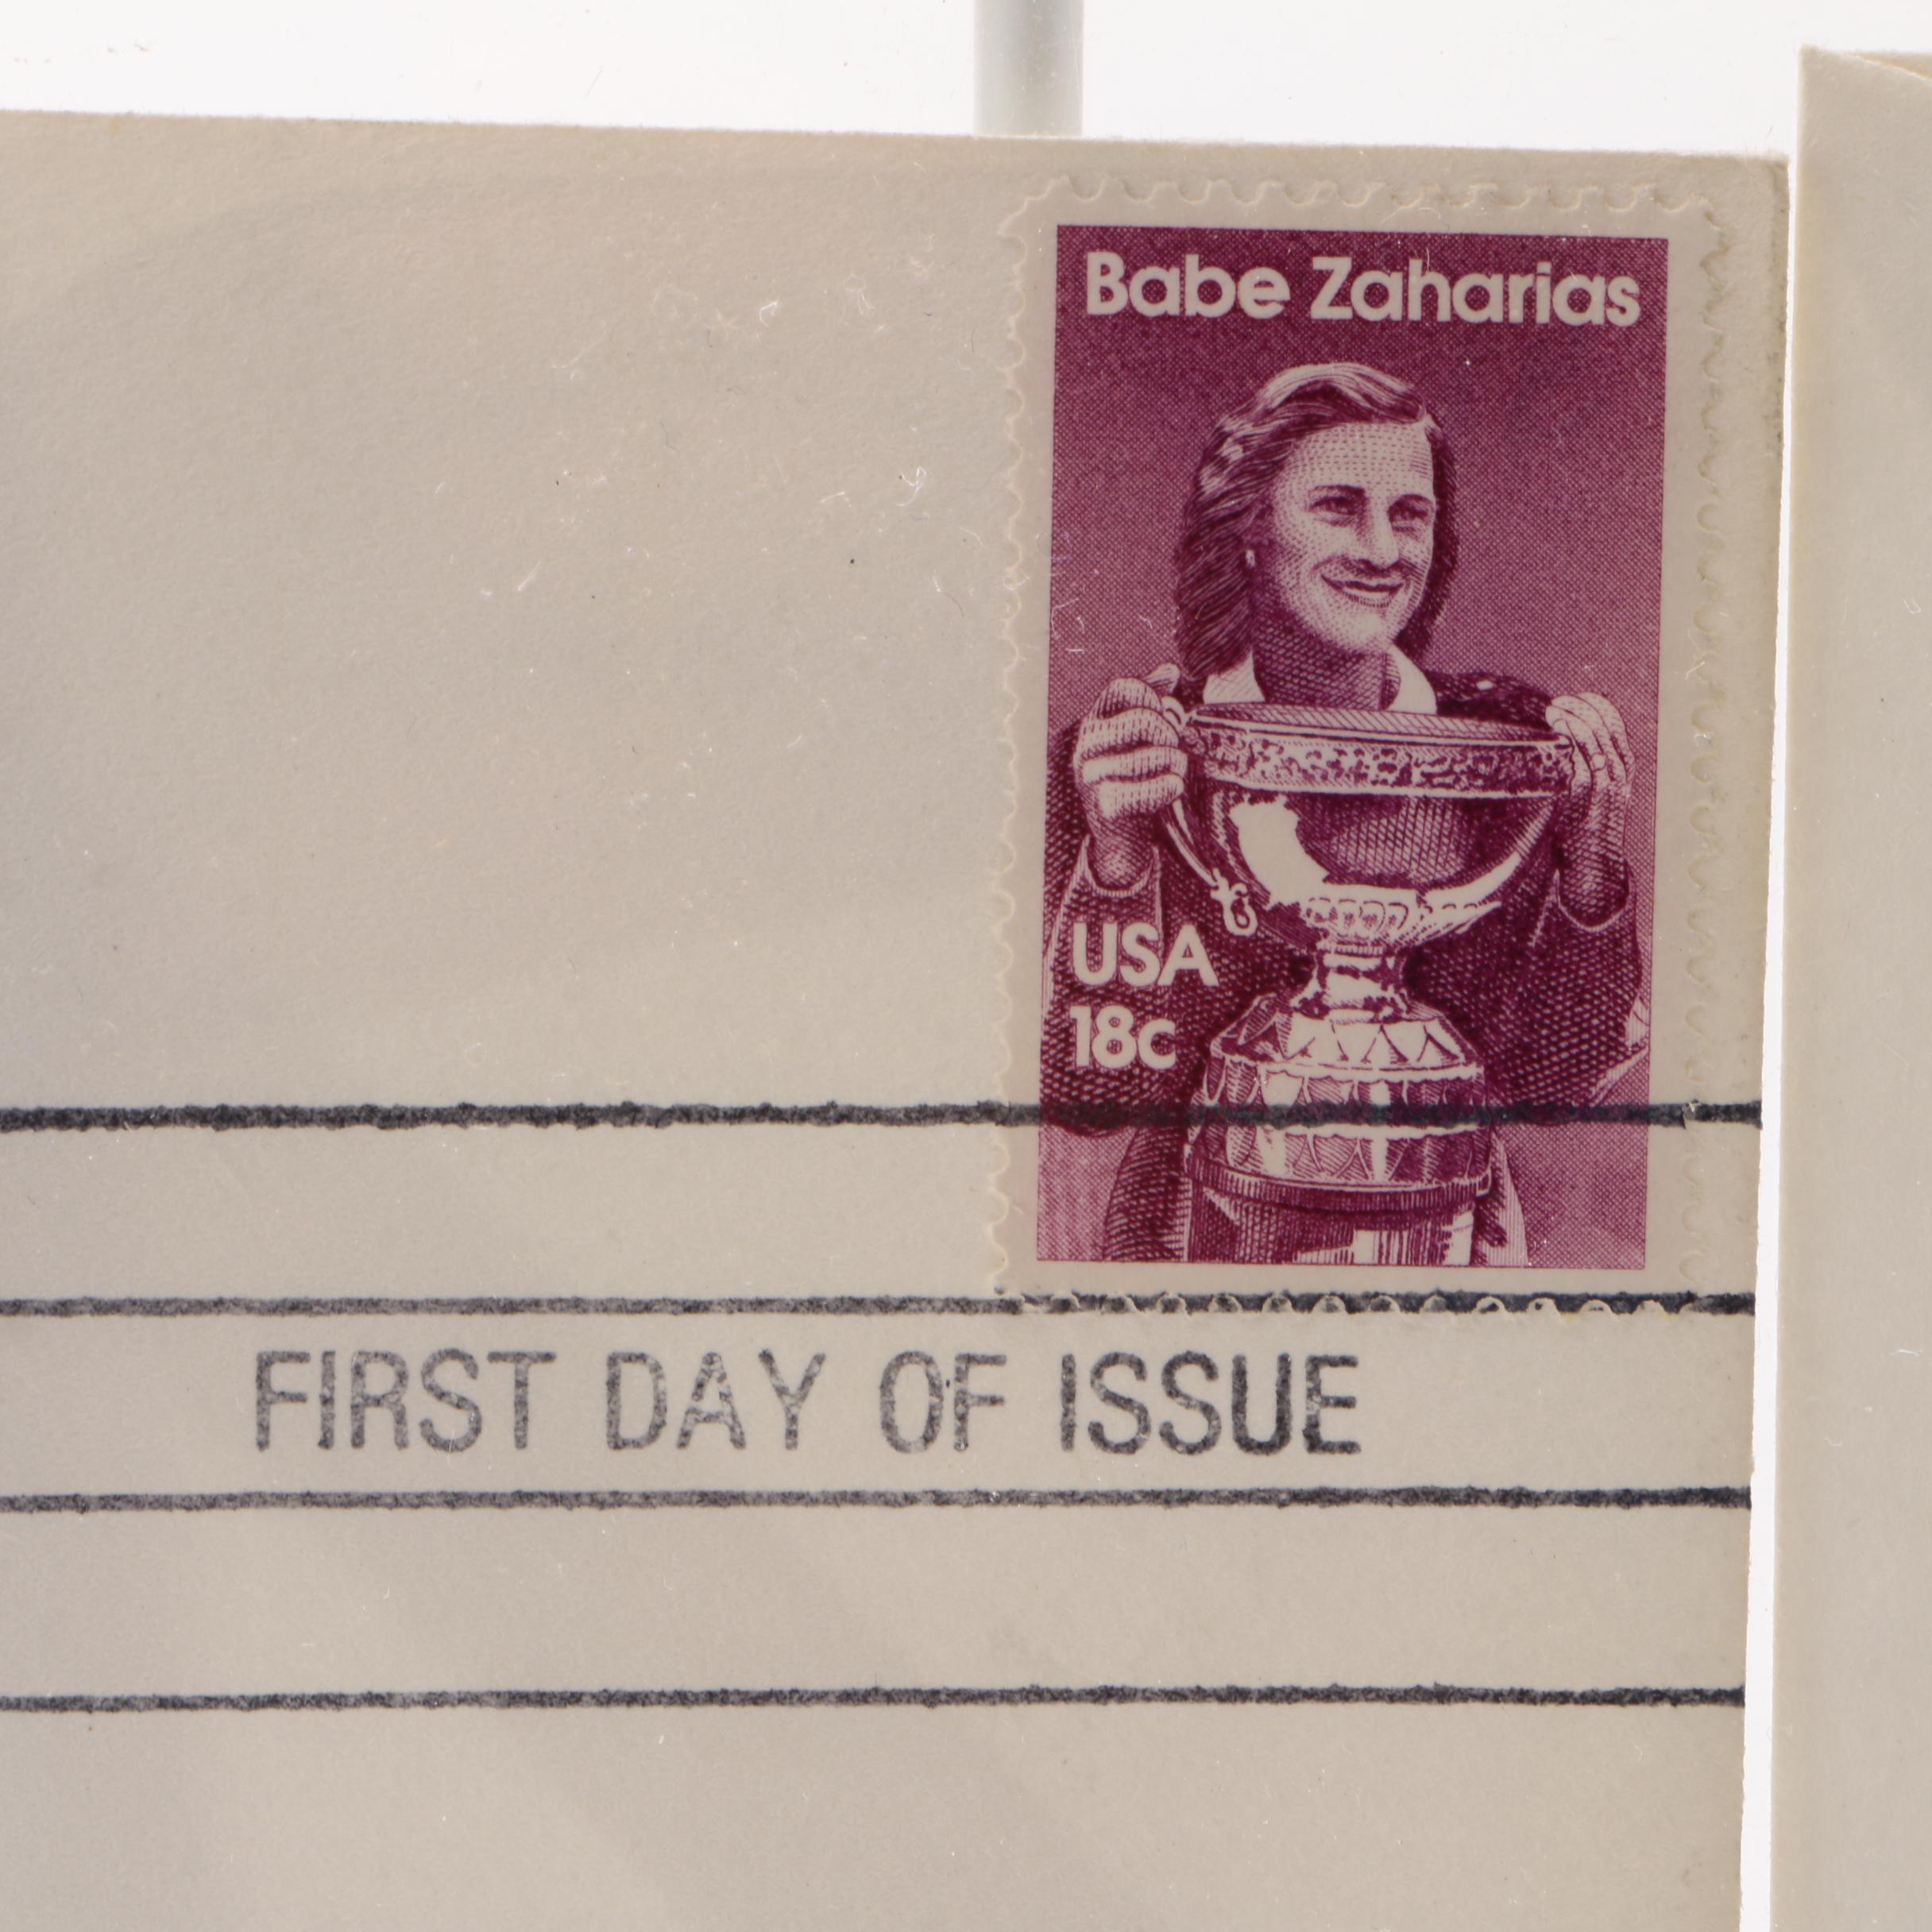 Babe Zaharias
USA
18c
FIRST DAY OF ISSUE